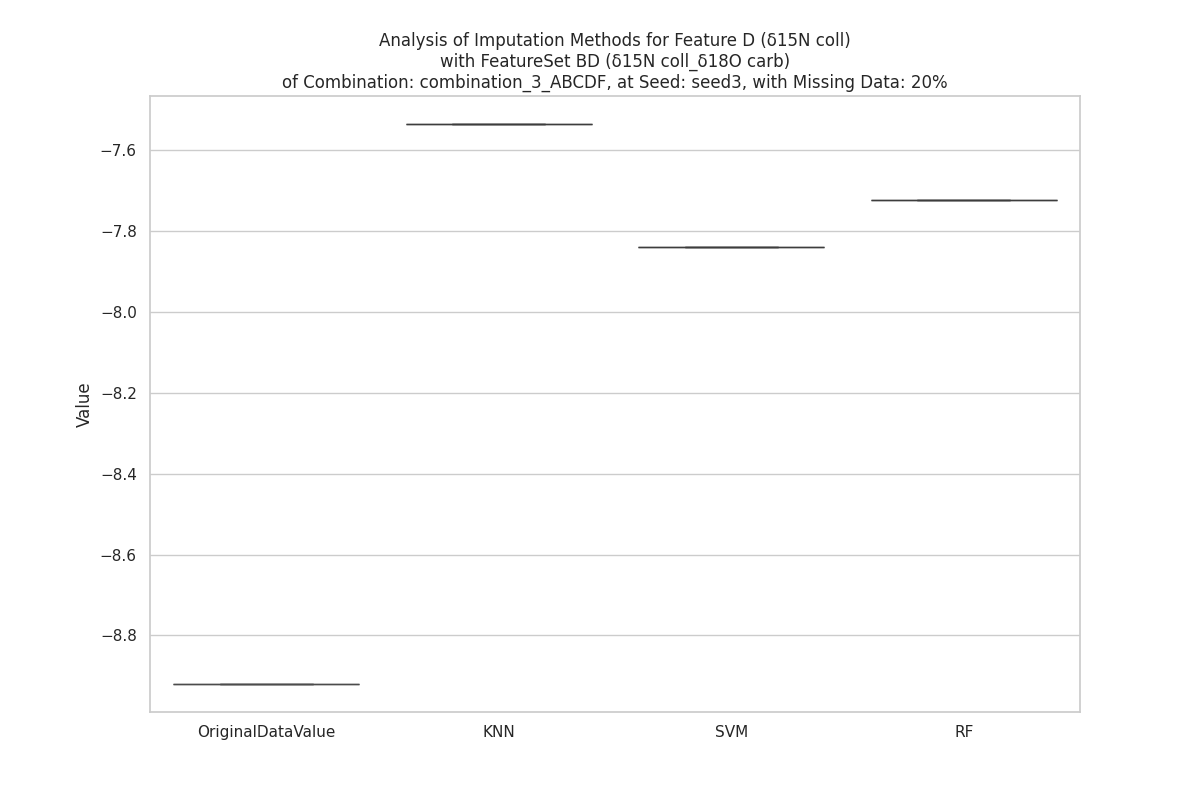 Analysis of Imputation Methods for Feature D (δ15N coll)
with FeatureSet BD (δ15N coll_δ18O carb)
of Combination: combination_3_ABCDF, at Seed: seed3, with Missing Data: 20%
−7.6
−7.8
−8.0
−8.2
−8.4
−8.6
−8.8
Value
OriginalDataValue KNN SVM RF